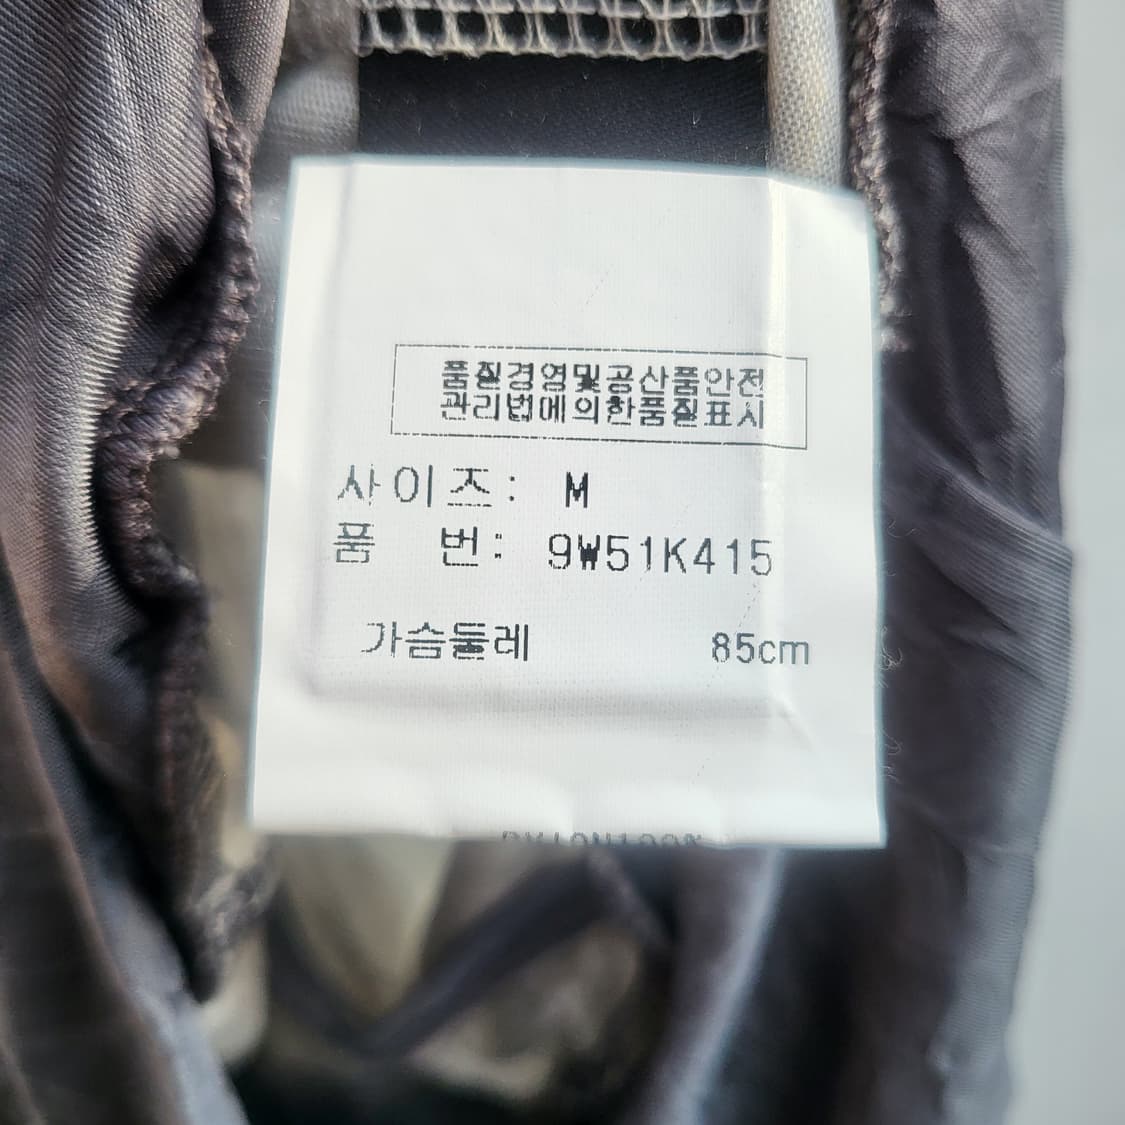 품질경영및공산품안전
관리법에의한품질표시
사이즈: M
품 번: 9W51K415
가슴둘레 85cm